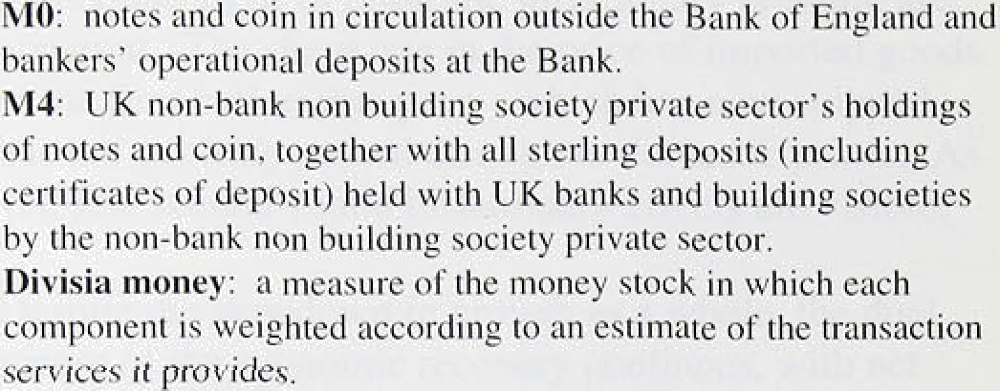 M0: notes and coin in circulation outside the Bank of England and
bankers' operational deposits at the Bank.
M4: UK non-bank non building society private sector's holdings
of notes and coin, together with all sterling deposits (including
certificates of deposit) held with UK banks and building societies
by the non-bank non building society private sector.
Divisia money: a measure of the money stock in which each
component is weighted according to an estimate of the transaction
services it provides.